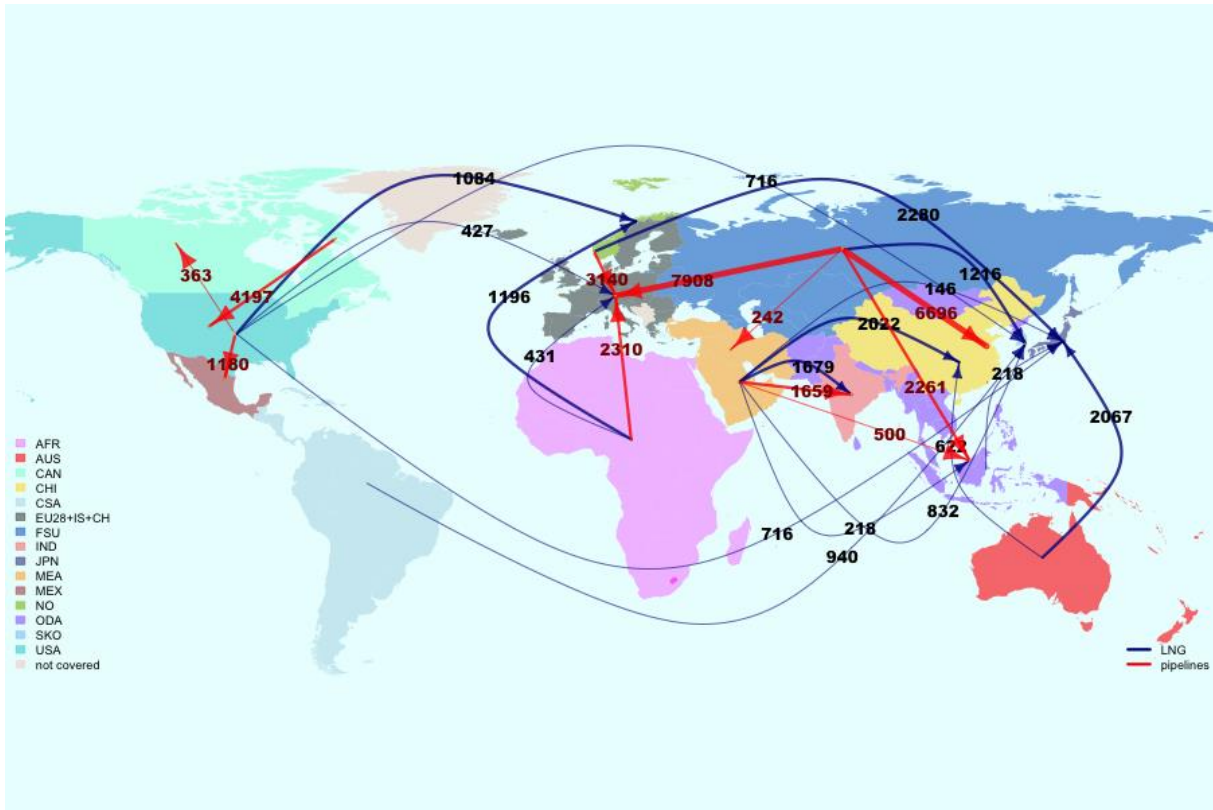 1084
716
427
2280
363
3140
7908
1216
146
4197
1196
6696
242
2022
431
2310
1180
1679
218
1659
2261
2067
500
622
832
716
218
940
AFR
AUS
CAN
CHI
CSA
EU28+IS+CH
FSU
IND
JPN
MEA
MEX
NO
ODA
SKO
USA
not covered
LNG
pipelines